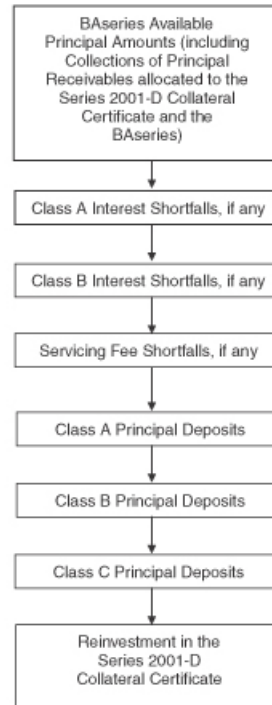 BAseries Available
Principal Amounts (including
Collections of Principal
Receivables allocated to the
Series 2001-D Collateral
Certificate and the
BAseries)
Class A Interest Shortfalls, if any
Class B Interest Shortfalls, if any
Servicing Fee Shortfalls, if any
Class A Principal Deposits
Class B Principal Deposits
Class C Principal Deposits
Reinvestment in the
Series 2001-D
Collateral Certificate